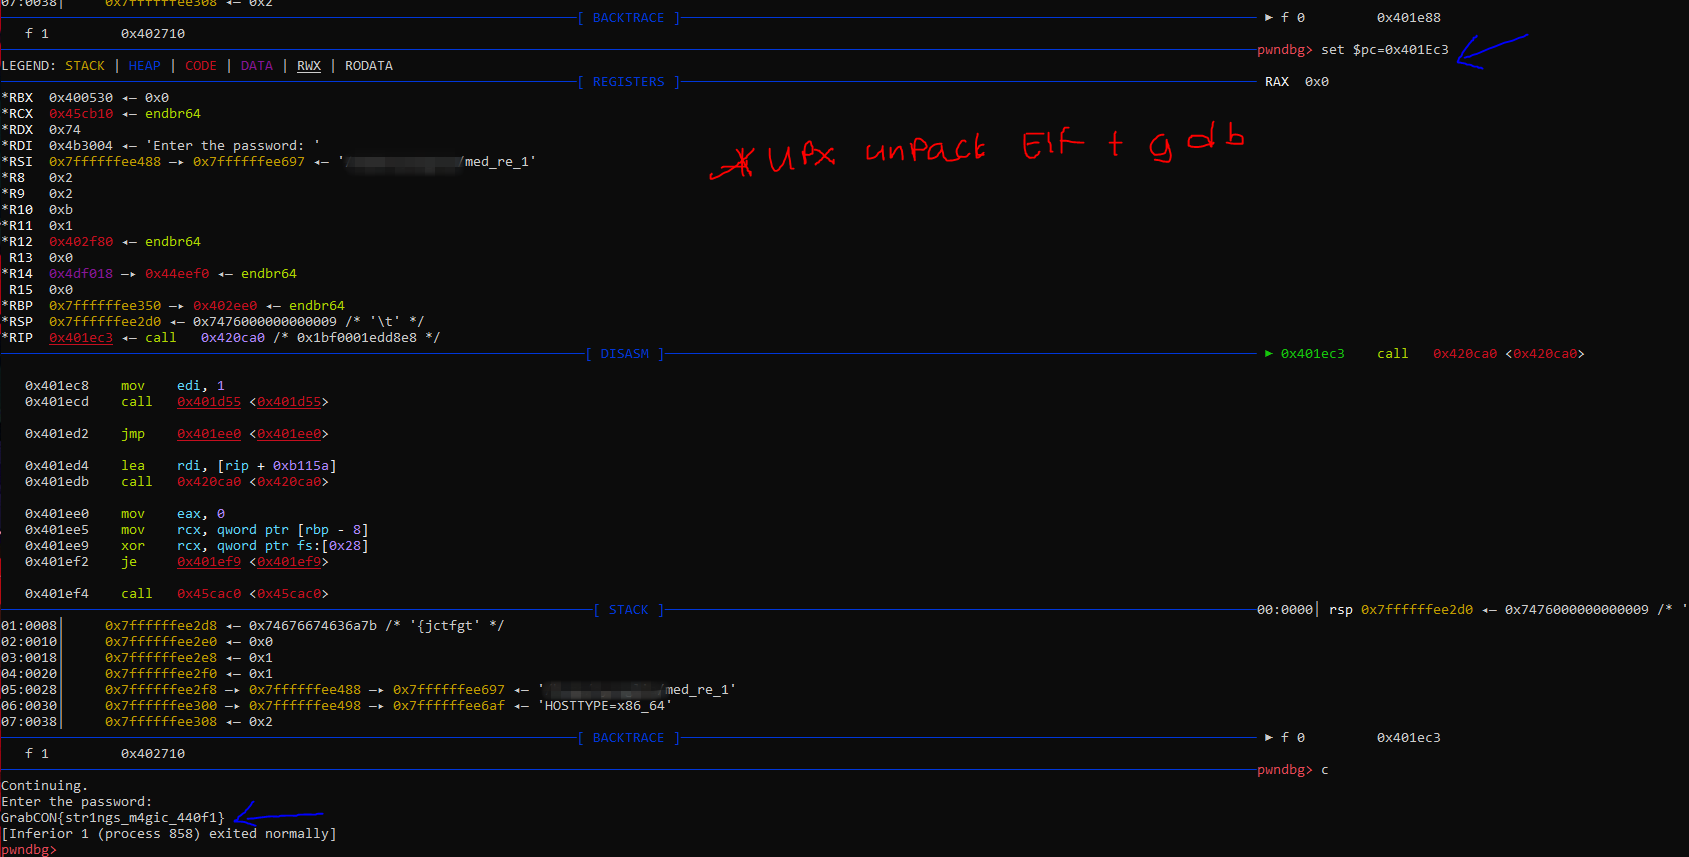 07:0038│ 0x7ffffffee308 ◂— 0x2
[ BACKTRACE ] ► f 0 0x401e88
f 1 0x402710
pwndbg> set $pc=0x401Ec3
LEGEND: STACK | HEAP | CODE | DATA | RWX | RODATA
[ REGISTERS ] RAX 0x0
*RBX 0x400530 ◂— 0x0
*RCX 0x45cb10 ◂— endbr64
*RDX 0x74
*RDI 0x4b3004 ◂— 'Enter the password: '
*RSI 0x7ffffffee488 —▸ 0x7ffffffee697 ◂— '/med_re_1'
*R8 0x2
*R9 0x2
*R10 0xb
*R11 0x1
*R12 0x402f80 ◂— endbr64
R13 0x0
*R14 0x4df018 —▸ 0x44eef0 ◂— endbr64
R15 0x0
*RBP 0x7ffffffee350 —▸ 0x402ee0 ◂— endbr64
*RSP 0x7ffffffee2d0 ◂— 0x7476000000000009 /* '\t' */
*RIP 0x401ec3 ◂— call 0x420ca0 /* 0x1bf0001edd8e8 */
* UPx unPact Elf + gdb
[ DISASM ] ► 0x401ec3 call 0x420ca0 <0x420ca0>
0x401ec8 mov edi, 1
0x401ecd call 0x401d55 <0x401d55>
0x401ed2 jmp 0x401ee0 <0x401ee0>
0x401ed4 lea rdi, [rip + 0xb115a]
0x401edb call 0x420ca0 <0x420ca0>
0x401ee0 mov eax, 0
0x401ee5 mov rcx, qword ptr [rbp - 8]
0x401ee9 xor rcx, qword ptr fs:[0x28]
0x401ef2 je 0x401ef9 <0x401ef9>
0x401ef4 call 0x45cac0 <0x45cac0>
[ STACK ] 00:0000│ rsp 0x7ffffffee2d0 ◂— 0x7476000000000009 /* '
01:0008│ 0x7ffffffee2d8 ◂— 0x74676674636a7b /* '{jctfgt' */
02:0010│ 0x7ffffffee2e0 ◂— 0x0
03:0018│ 0x7ffffffee2e8 ◂— 0x1
04:0020│ 0x7ffffffee2f0 ◂— 0x1
05:0028│ 0x7ffffffee2f8 —▸ 0x7ffffffee488 —▸ 0x7ffffffee697 ◂— '/med_re_1'
06:0030│ 0x7ffffffee300 —▸ 0x7ffffffee498 —▸ 0x7ffffffee6af ◂— 'HOSTTYPE=x86_64'
07:0038│ 0x7ffffffee308 ◂— 0x2
[ BACKTRACE ] ► f 0 0x401ec3
f 1 0x402710
pwndbg> c
Continuing.
Enter the password:
GrabCON{str1ngs_m4gic_440f1}
[Inferior 1 (process 858) exited normally]
pwndbg>